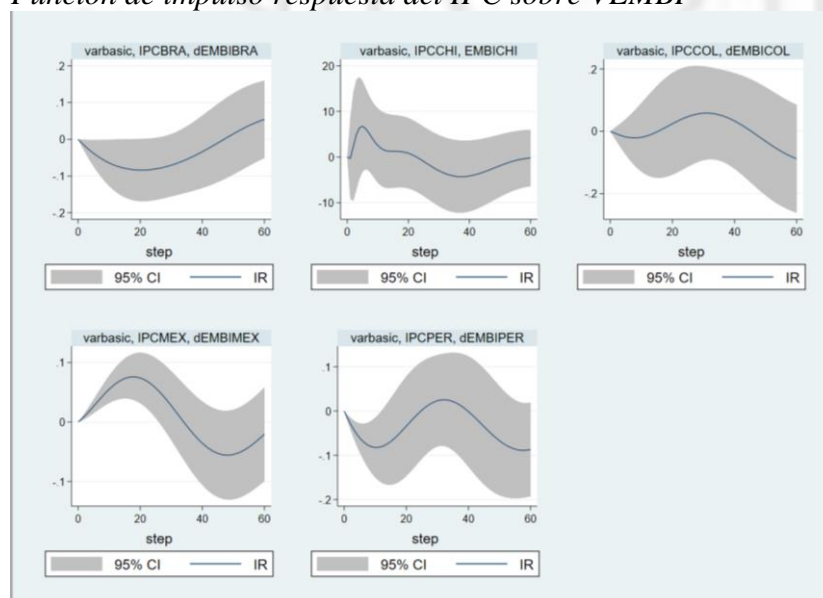 Función de impulso respuesta del IPC sobre VEMBI
varbasic, IPCBRA, dEMBIBRA
.2
.1
0
-.1
-.2
0 20 40 60
step
95% CI IR
varbasic, IPCCHI, EMBICHI
20
10
0
-10
0 20 40 60
step
95% CI IR
varbasic, IPCCOL, dEMBICOL
.2
0
-.2
0 20 40 60
step
95% CI IR
varbasic, IPCMEX, dEMBIMEX
.1
0
-.1
0 20 40 60
step
95% CI IR
varbasic, IPCPER, dEMBIPER
.1
0
-.1
-.2
0 20 40 60
step
95% CI IR